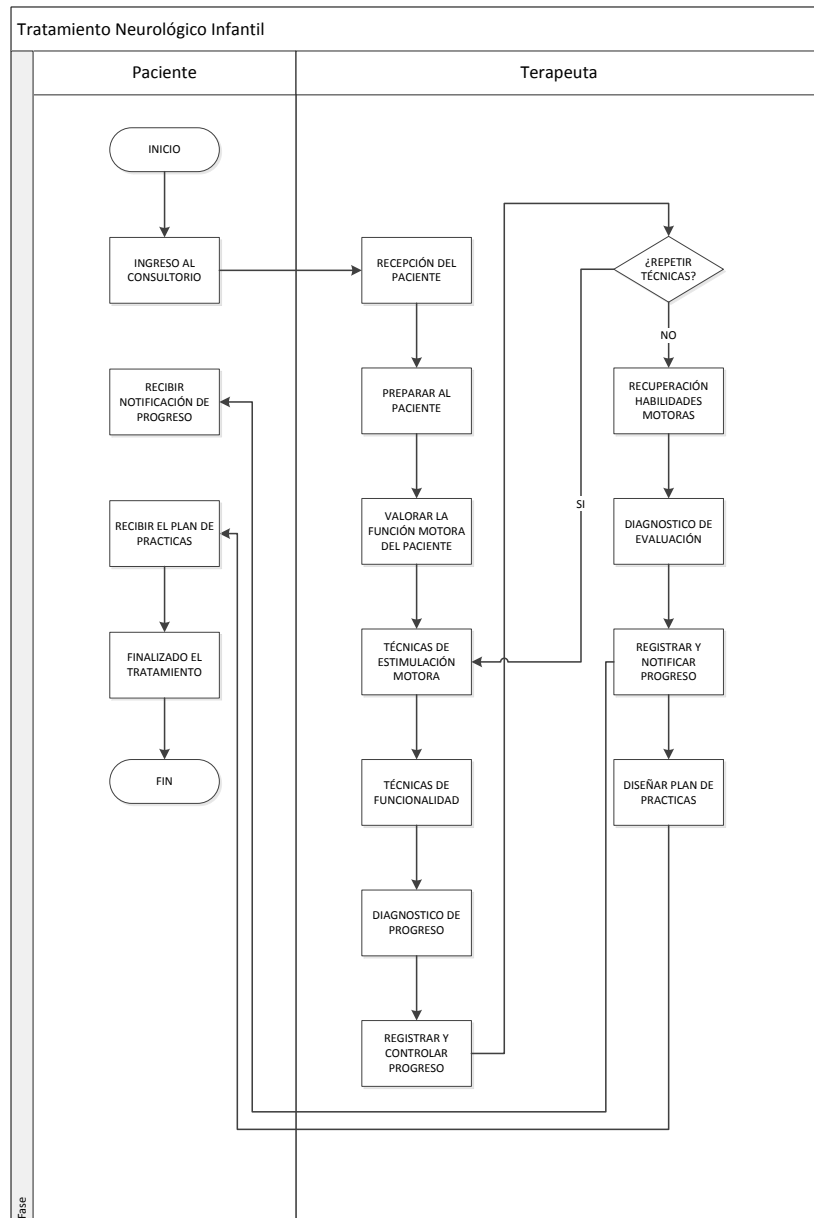 Tratamiento Neurológico Infantil
Paciente
Terapeuta
INICIO
INGRESO AL
CONSULTORIO
RECIBIR
NOTIFICACIÓN DE
PROGRESO
RECIBIR EL PLAN DE
PRACTICAS
FINALIZADO EL
TRATAMIENTO
FIN
RECEPCIÓN DEL
PACIENTE
PREPARAR AL
PACIENTE
VALORAR LA
FUNCIÓN MOTORA
DEL PACIENTE
TÉCNICAS DE
ESTIMULACIÓN
MOTORA
TÉCNICAS DE
FUNCIONALIDAD
DIAGNOSTICO DE
PROGRESO
REGISTRAR Y
CONTROLAR
PROGRESO
¿REPETIR
TÉCNICAS?
SI
NO
RECUPERACIÓN
HABILIDADES
MOTORAS
DIAGNOSTICO DE
EVALUACIÓN
REGISTRAR Y
NOTIFICAR
PROGRESO
DISEÑAR PLAN DE
PRACTICAS
Fase